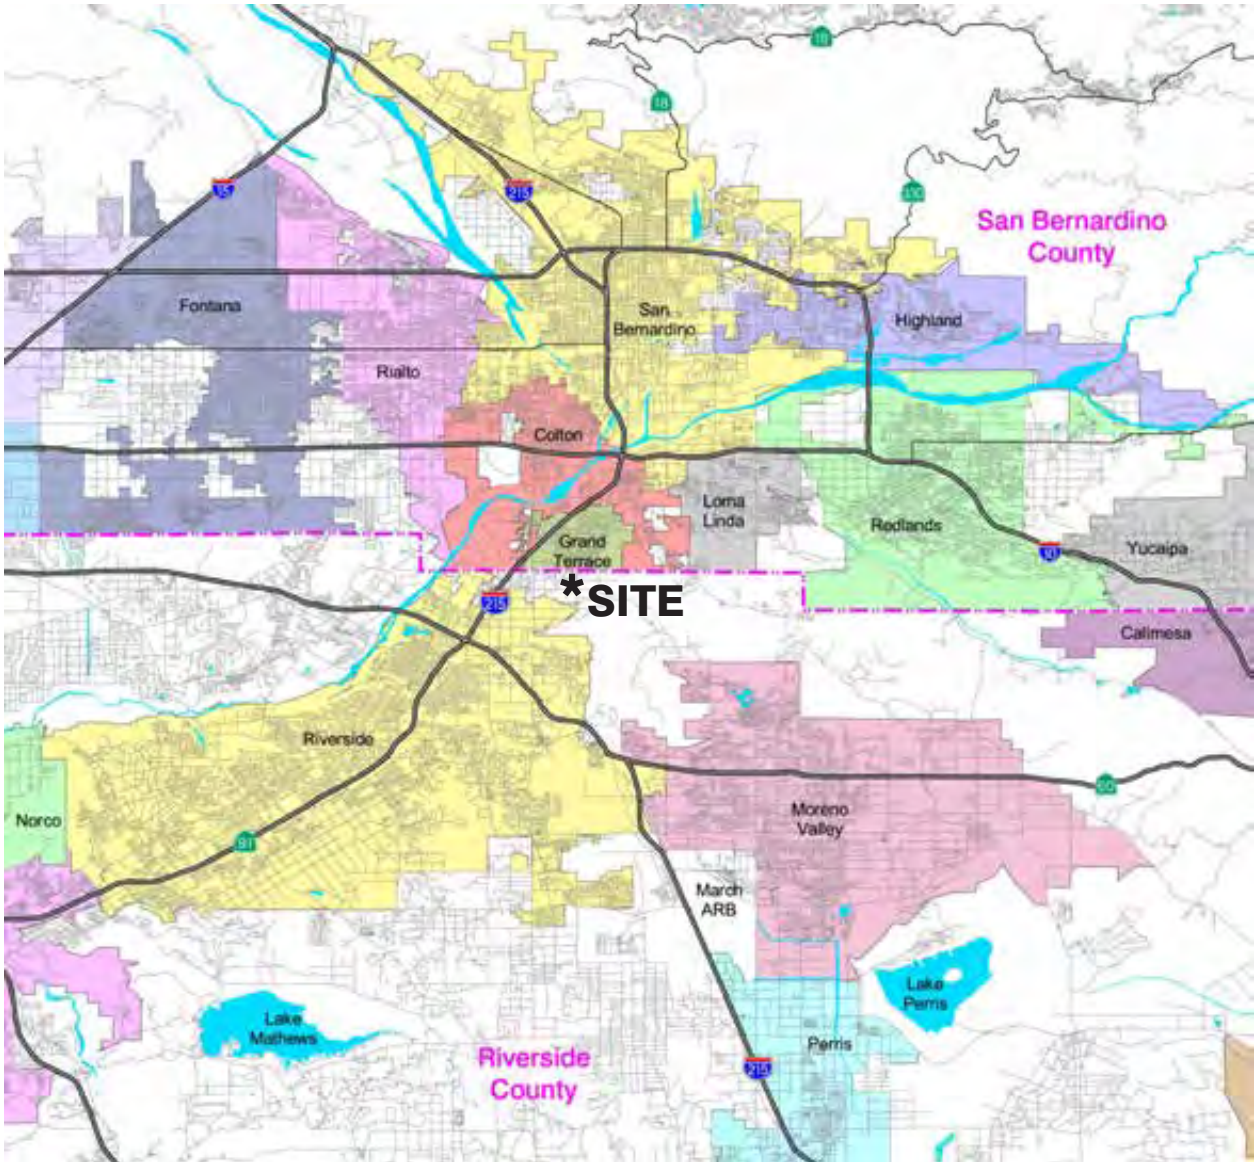 18
18
15
215
330
San Bernardino
County
Fontana
San
Bernardino
Highland
Rialto
Colton
Loma
Linda
Redlands
Grand
Terrace
10
Yucaipa
*SITE
215
Calimesa
Riverside
60
Moreno
Valley
Norco
91
March
ARB
Lake
Perris
Lake
Mathews
Perris
Riverside
County
215